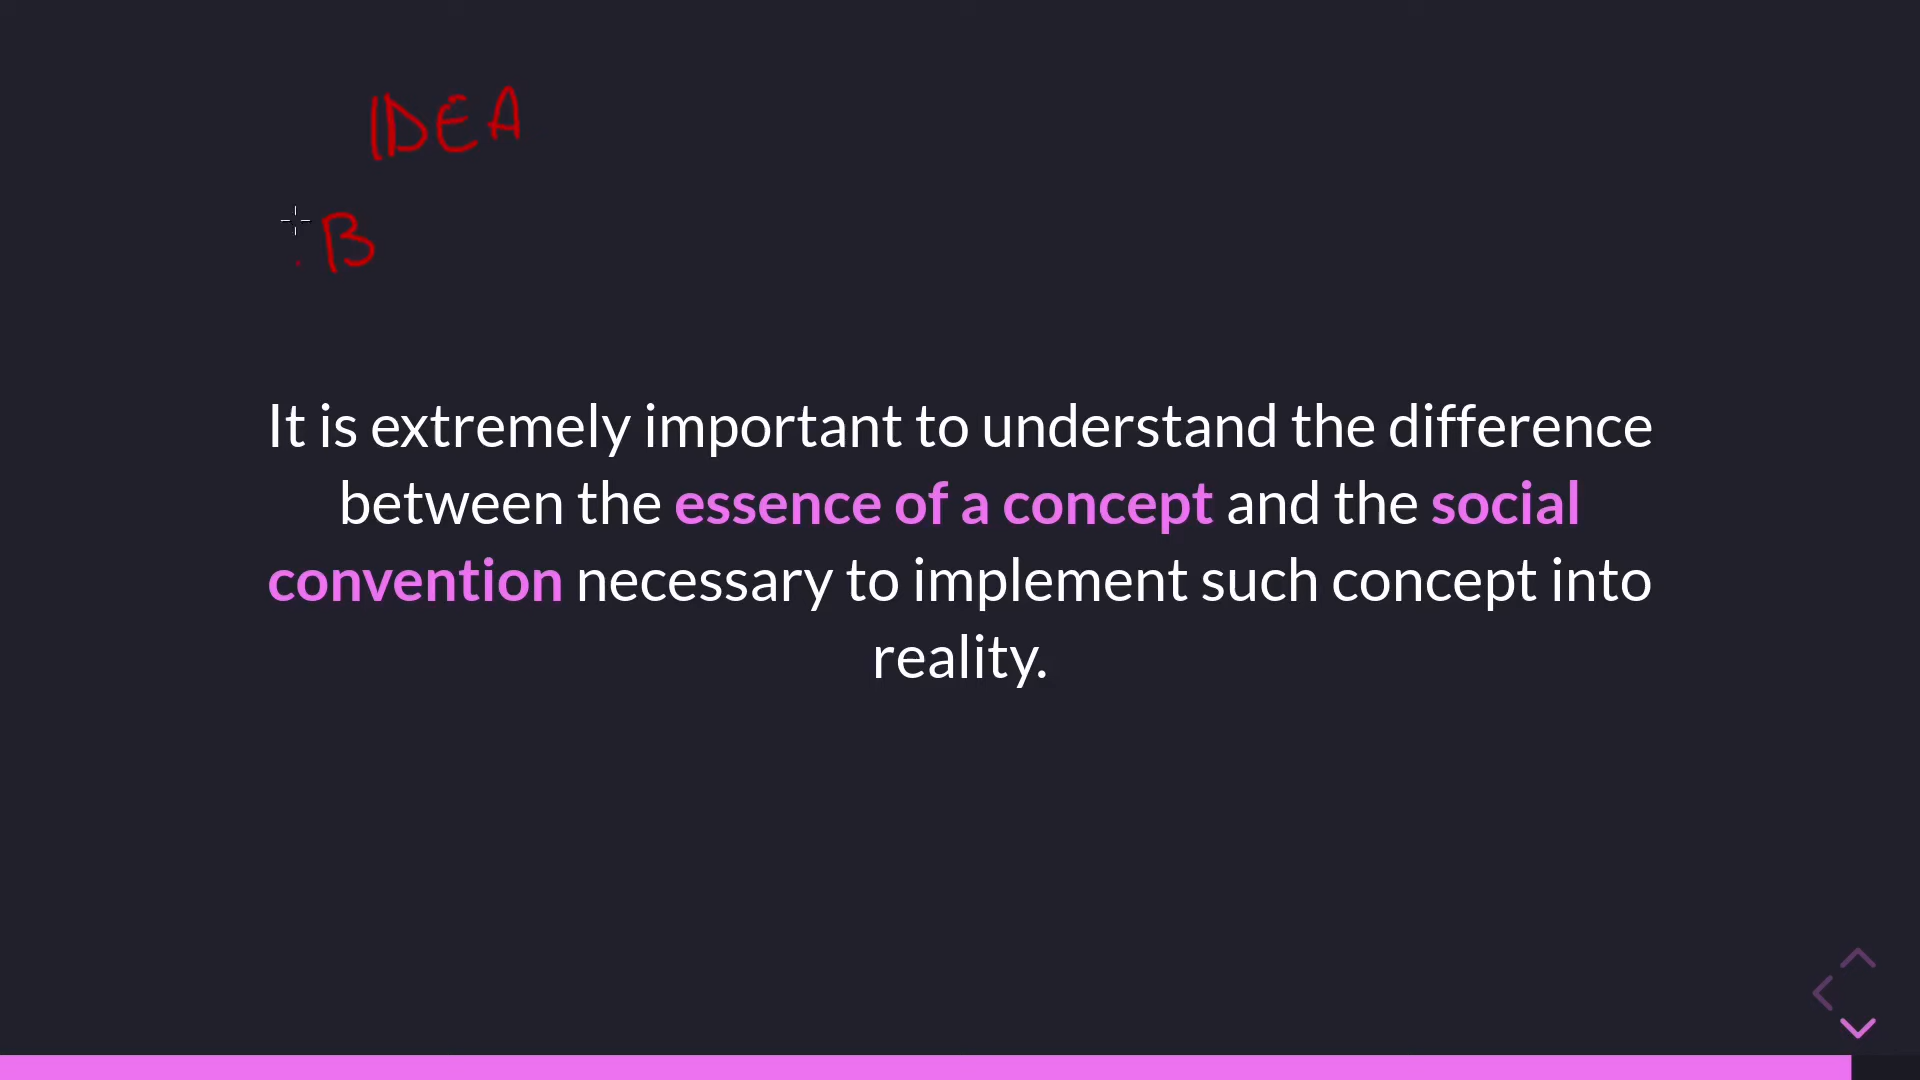 IDEA
B
It is extremely important to understand the difference
between the essence of a concept and the social
convention necessary to implement such concept into
reality.